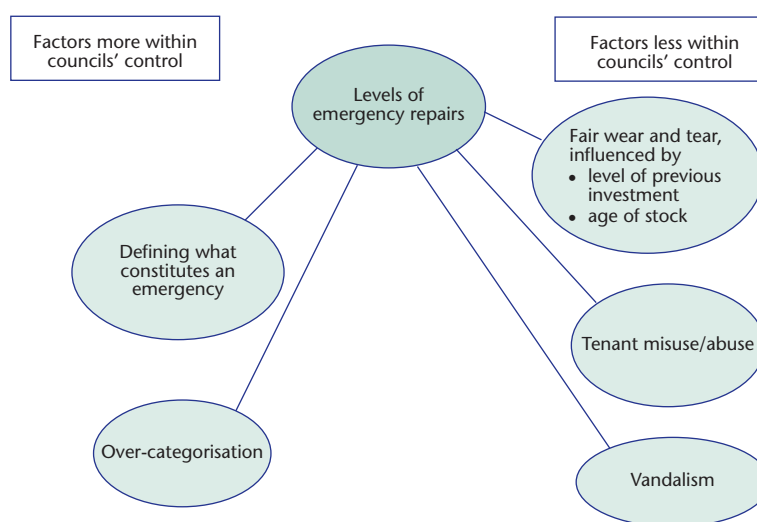 Factors more within
councils’ control
Factors less within
councils’ control
Levels of
emergency repairs
Fair wear and tear,
influenced by
• level of previous
investment
• age of stock
Defining what
constitutes an
emergency
Tenant misuse/abuse
Over-categorisation
Vandalism